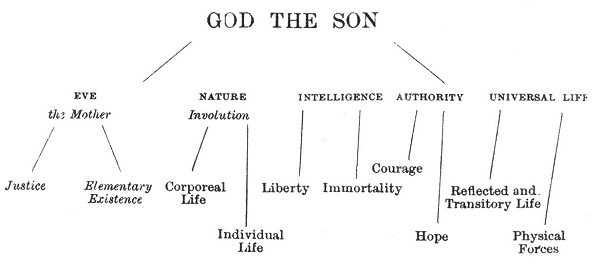 GOD THE SON
EVE NATURE INTELLIGENCE AUTHORITY UNIVERSAL LIFE
the Mother Involution
Courage
Justice Elementary Existence Corporeal Life Liberty Immortality Reflected and Transitory Life
Individual Life Hope Physical Forces